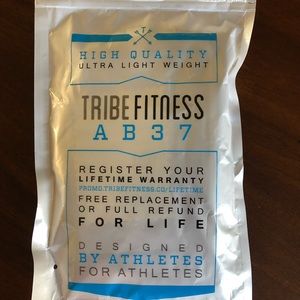 T
HIGH QUALITY
ULTRA LIGHT WEIGHT
TRIBE FITNESS
AB37
REGISTER YOUR
LIFETIME WARRANTY
PROMO.TRIBEFITNESS.CO/LIFETIME
FREE REPLACEMENT
OR FULL REFUND
FOR LIFE
DESIGNED
BY ATHLETES
FOR ATHLETES